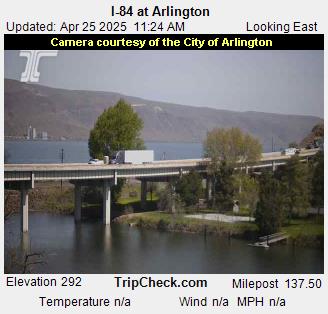 I-84 at Arlington
Updated: Apr 25 2025 11:24 AM Looking East
Camera courtesy of the City of Arlington
Elevation 292 TripCheck.com Milepost 137.50
Temperature n/a Wind n/a MPH n/a